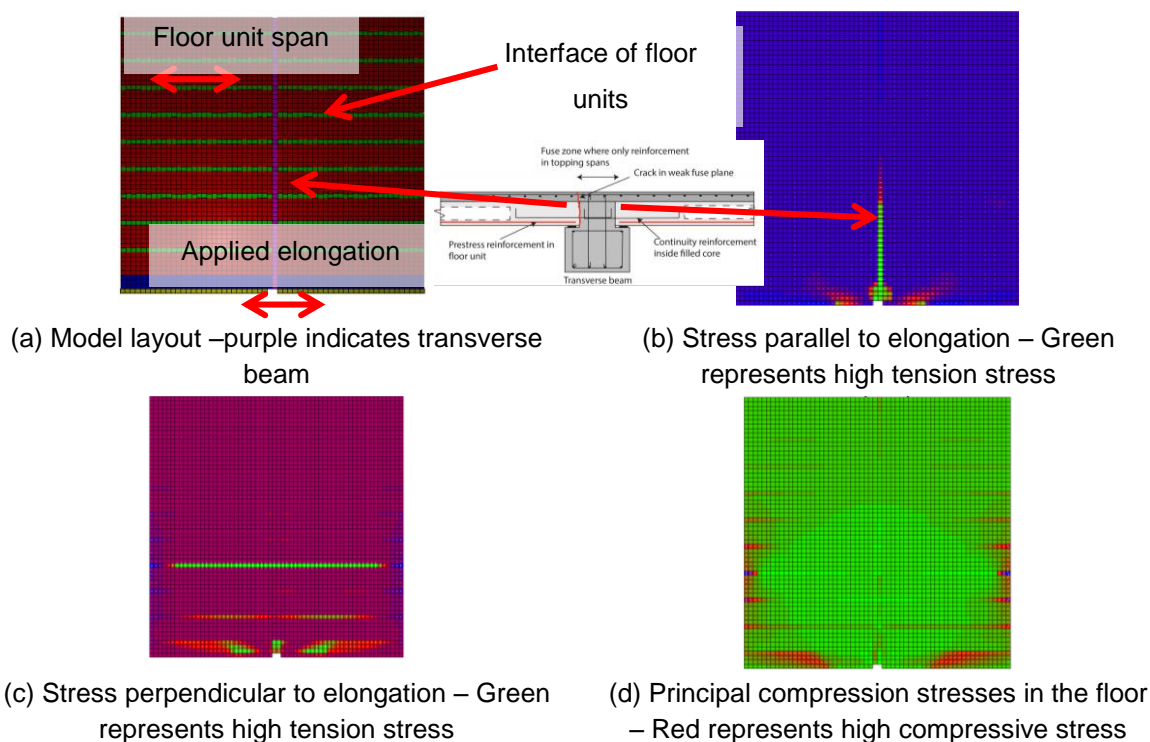 Floor unit span
Interface of floor
units
Fuse zone where only reinforcement
in topping spans
Crack in weak fuse plane
Applied elongation
Prestress reinforcement in
floor unit
Continuity reinforcement
inside filled core
Transverse beam
(a) Model layout –purple indicates transverse
beam
(b) Stress parallel to elongation – Green
represents high tension stress
(c) Stress perpendicular to elongation – Green
represents high tension stress
(d) Principal compression stresses in the floor
– Red represents high compressive stress